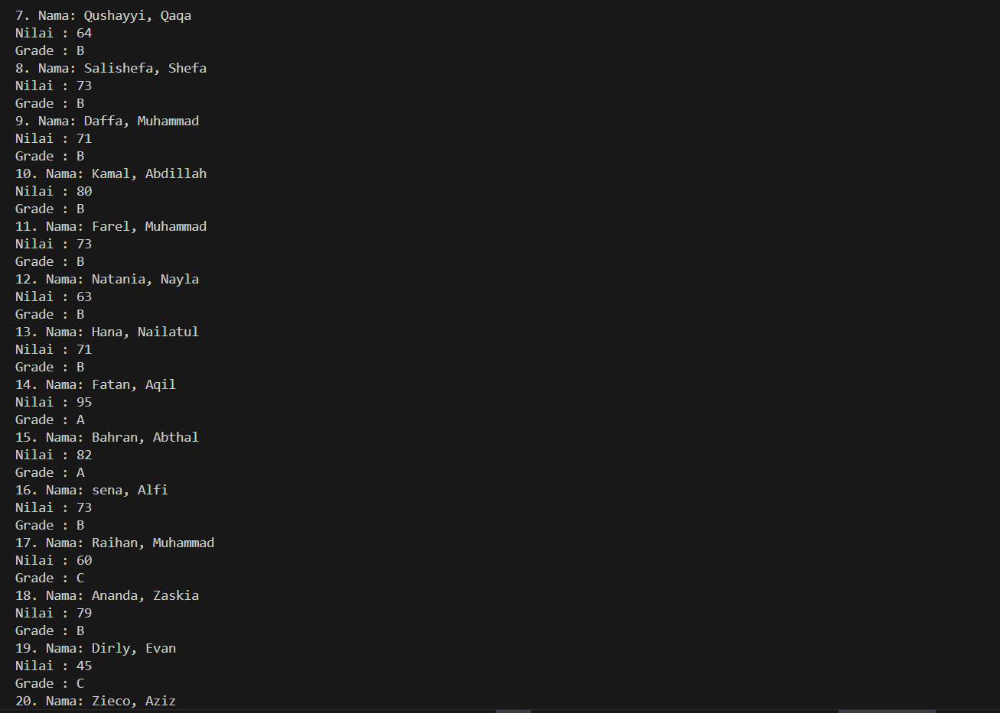 7. Nama: Qushayyi, Qaqa
Nilai : 64
Grade : B
8. Nama: Salishefa, Shefa
Nilai : 73
Grade : B
9. Nama: Daffa, Muhammad
Nilai : 71
Grade : B
10. Nama: Kamal, Abdillah
Nilai : 80
Grade : B
11. Nama: Farel, Muhammad
Nilai : 73
Grade : B
12. Nama: Natania, Nayla
Nilai : 63
Grade : B
13. Nama: Hana, Nailatul
Nilai : 71
Grade : B
14. Nama: Fatan, Aqil
Nilai : 95
Grade : A
15. Nama: Bahran, Abthal
Nilai : 82
Grade : A
16. Nama: sena, Alfi
Nilai : 73
Grade : B
17. Nama: Raihan, Muhammad
Nilai : 60
Grade : C
18. Nama: Ananda, Zaskia
Nilai : 79
Grade : B
19. Nama: Dirly, Evan
Nilai : 45
Grade : C
20. Nama: Zieco, Aziz